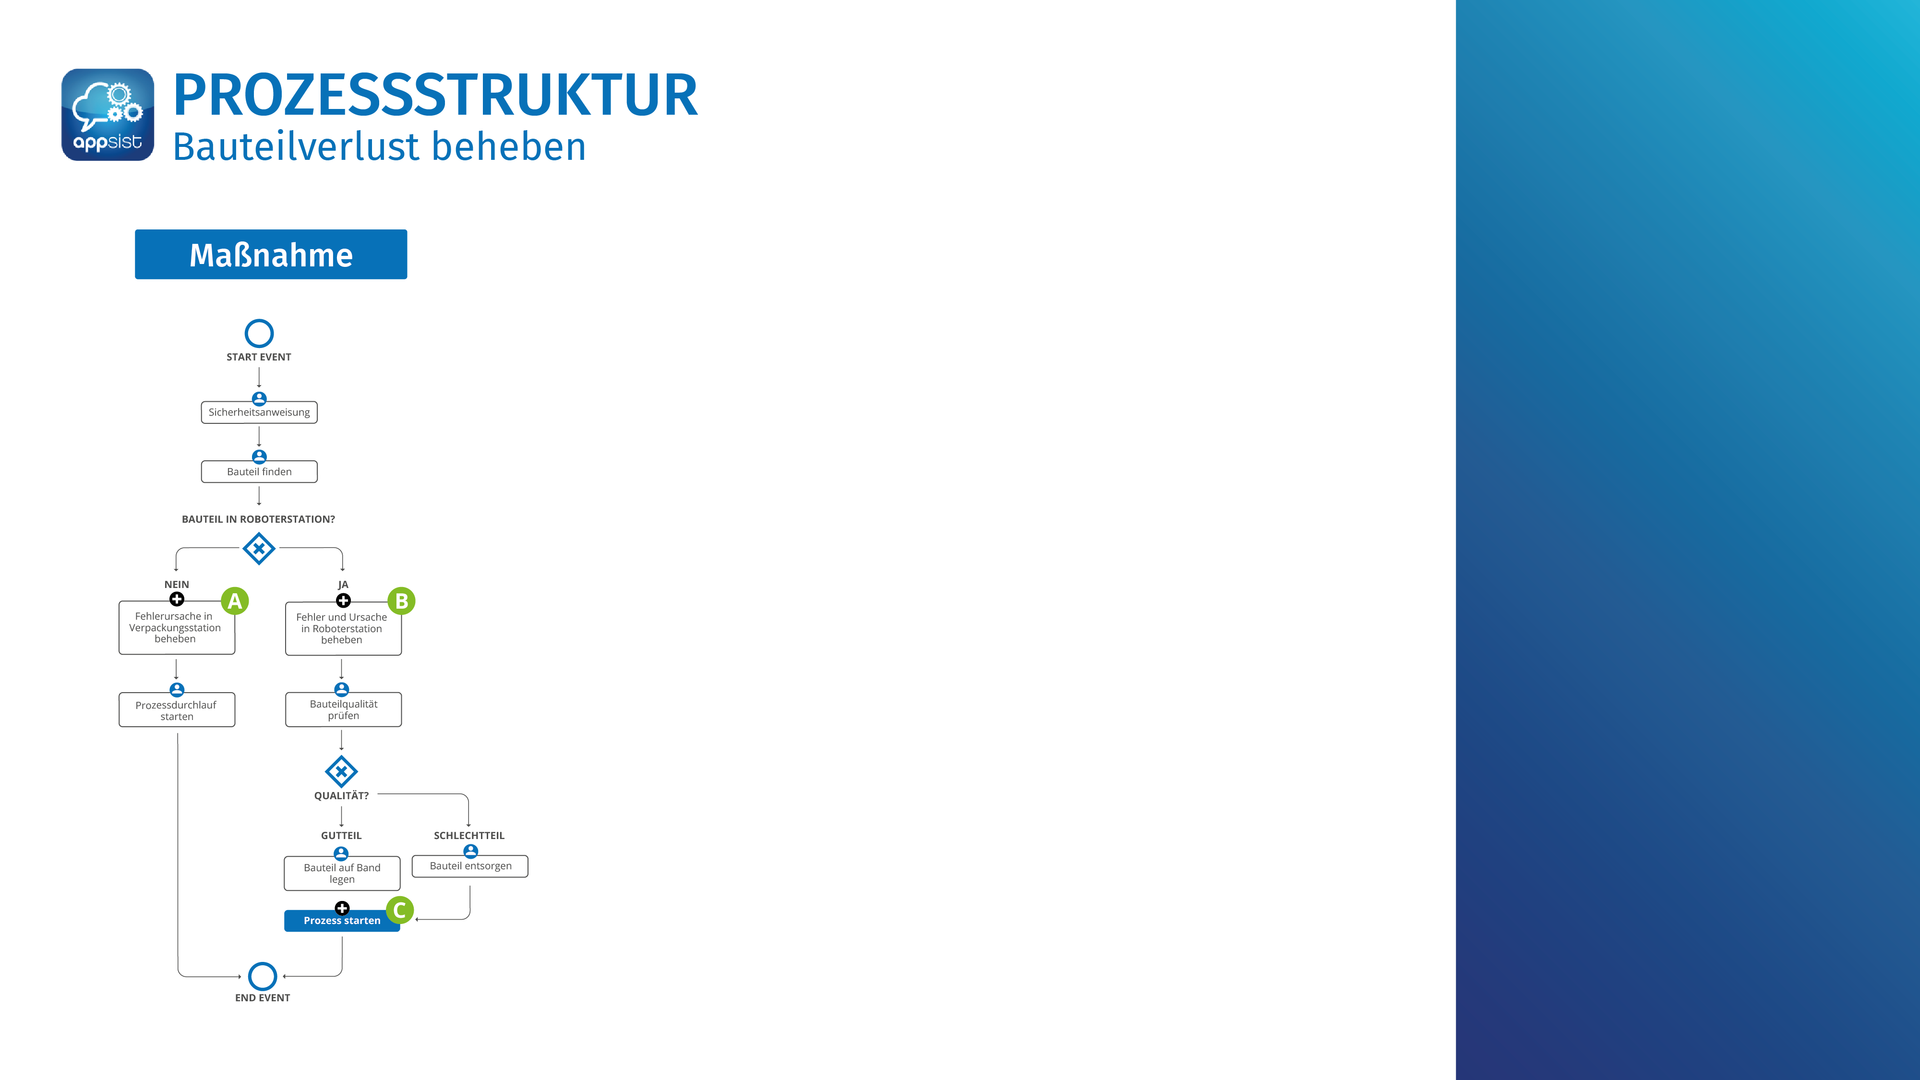 appsist
PROZESSSTRUKTUR
Bauteilverlust beheben
Maßnahme
START EVENT
Sicherheitsanweisung
Bauteil finden
BAUTEIL IN ROBOTERSTATION?
NEIN
A
Fehlerursache in
Verpackungsstation
beheben
Prozessdurchlauf
starten
JA
B
Fehler und Ursache
in Roboterstation
beheben
Bauteilqualität
prüfen
QUALITÄT?
GUTTEIL
Bauteil auf Band
legen
SCHLECHTTEIL
Bauteil entsorgen
C
Prozess starten
END EVENT